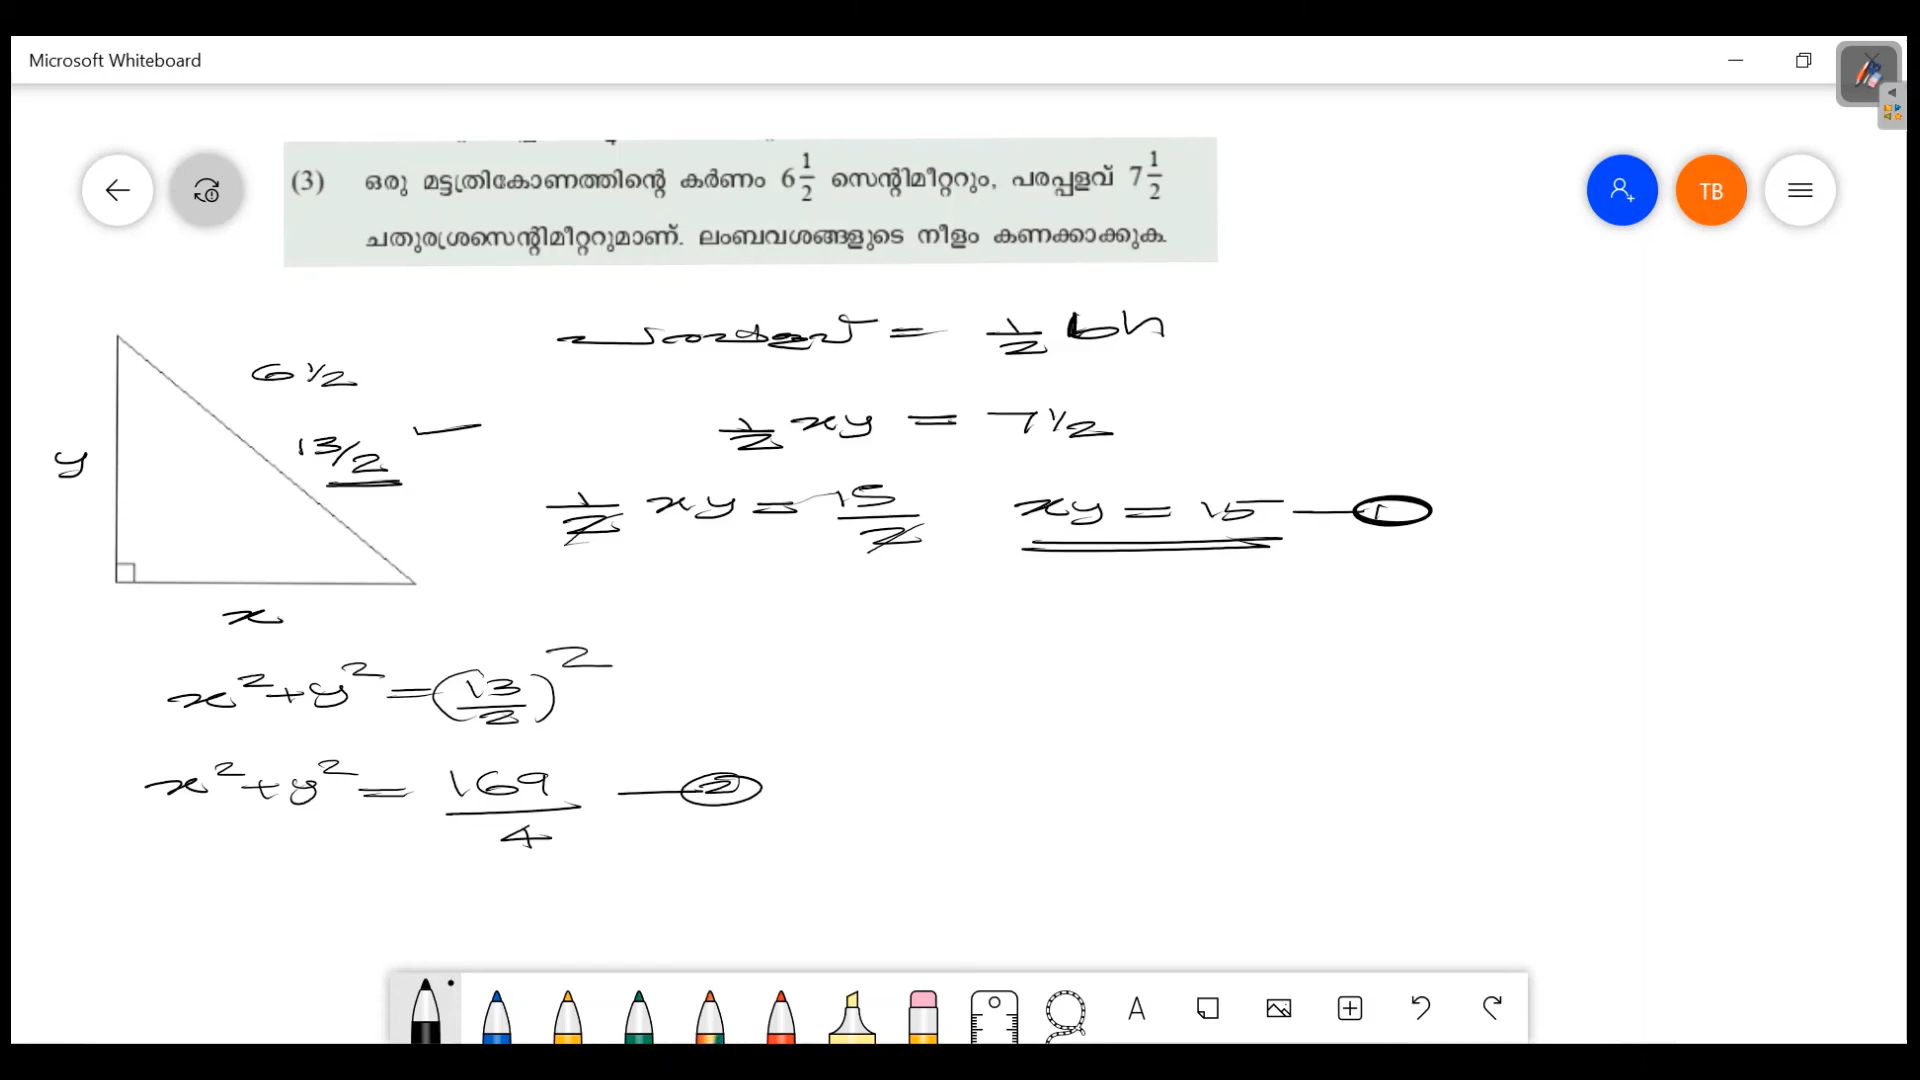 Microsoft Whiteboard
(3) ഒരു മട്ടത്രികോണത്തിന്റെ കർണം 6 1/2 സെന്റിമീറ്ററും, പരപ്പളവ് 7 1/2
ചതുരശ്രസെന്റിമീറ്ററുമാണ്. ലംബവശങ്ങളുടെ നീളം കണക്കാക്കുക.
TB
പരപ്പളവ് = 1/2 bh
6 1/2
1/2 xy = 7 1/2
13/2
y
1/2 xy = 15/2 xy = 15 — 1
x
x² + y² = (13/2)²
x² + y² = 169/4 — 2
A